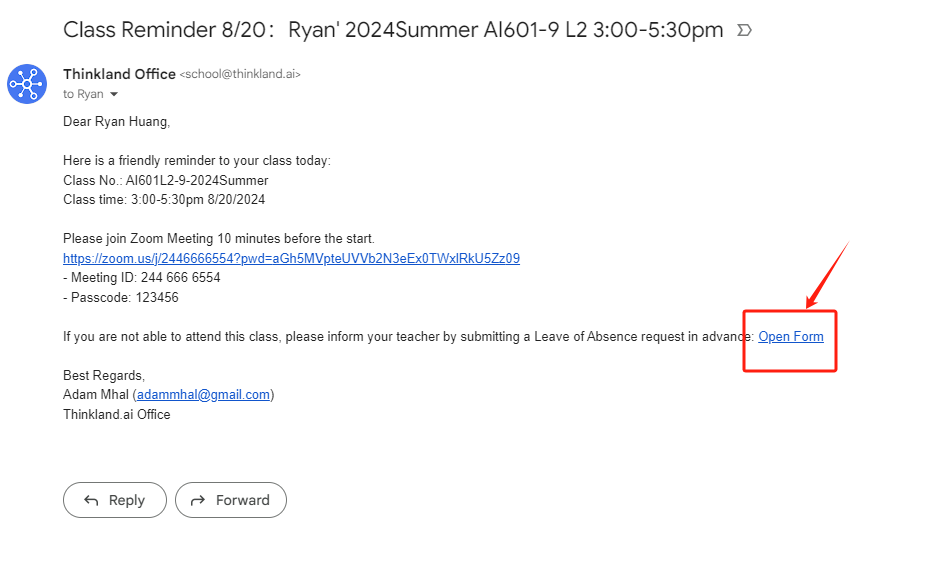 Class Reminder 8/20： Ryan' 2024Summer AI601-9 L2 3:00-5:30pm
Thinkland Office <school@thinkland.ai>
to Ryan
Dear Ryan Huang,
Here is a friendly reminder to your class today:
Class No.: AI601L2-9-2024Summer
Class time: 3:00-5:30pm 8/20/2024
Please join Zoom Meeting 10 minutes before the start.
https://zoom.us/j/2446666554?pwd=aGh5MVpteUVVb2N3eEx0TWxlRkU5Zz09
- Meeting ID: 244 666 6554
- Passcode: 123456
If you are not able to attend this class, please inform your teacher by submitting a Leave of Absence request in advance: Open Form
Best Regards,
Adam Mhal (adammhal@gmail.com)
Thinkland.ai Office
Reply Forward